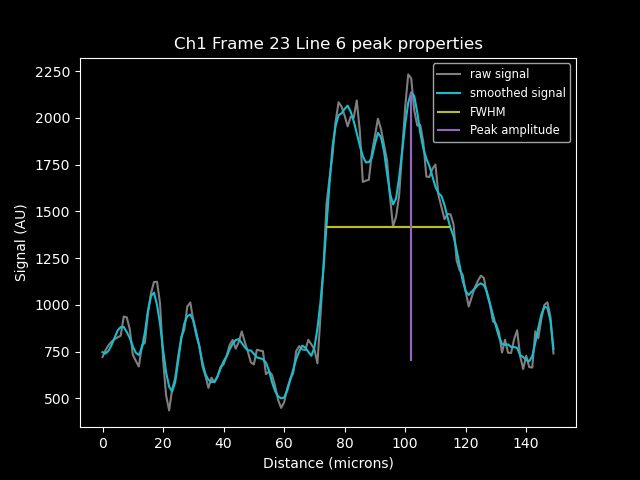 Ch1 Frame 23 Line 6 peak properties
raw signal
smoothed signal
FWHM
Peak amplitude
Signal (AU)
2250
2000
1750
1500
1250
1000
750
500
0 20 40 60 80 100 120 140
Distance (microns)